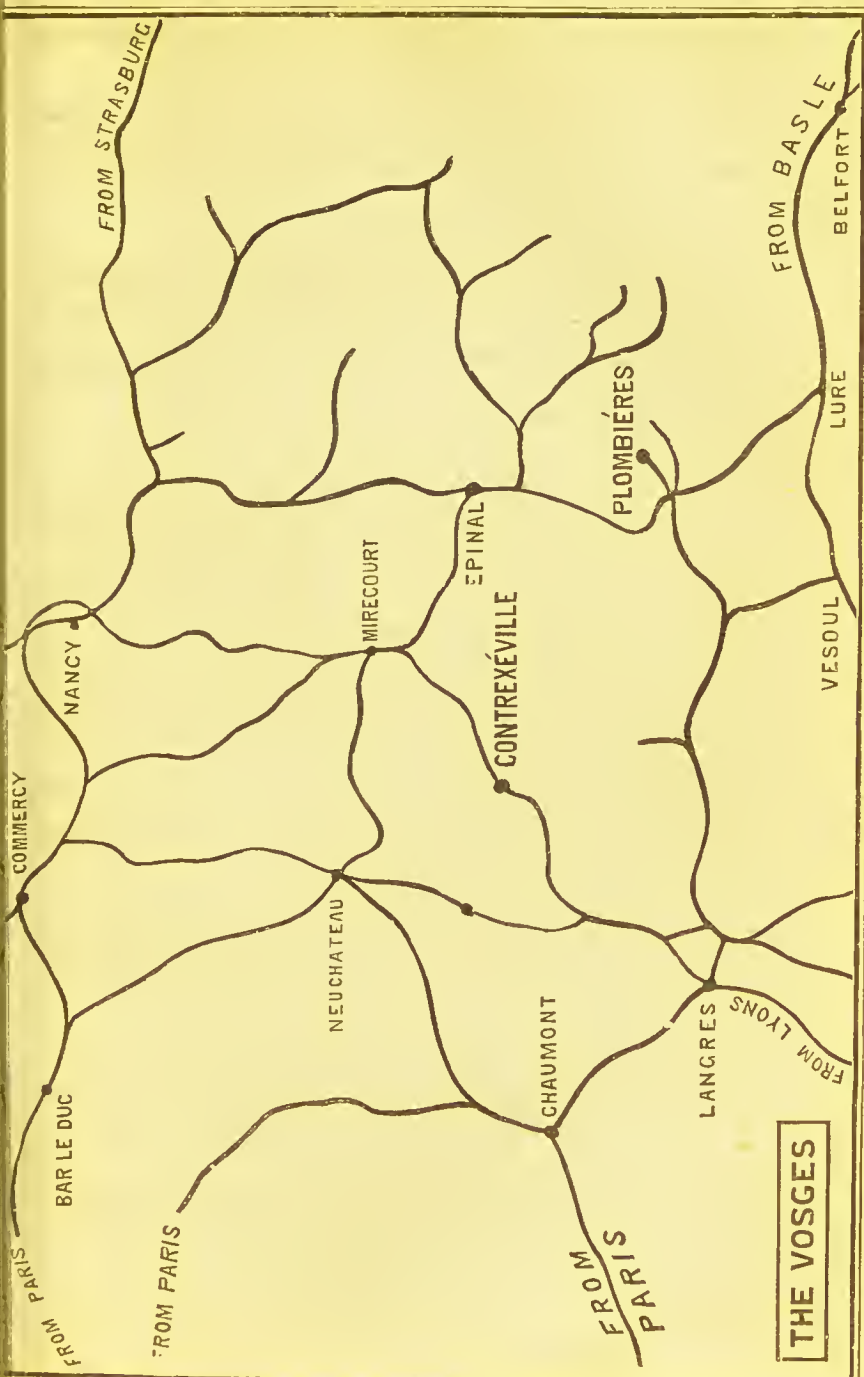 FROM PARIS
BAR LE DUC
COMMERCY
NANCY
FROM STRASBURG
FROM PARIS
NEUCHATEAU
MIRECOURT
EPINAL
CONTREXÉVILLE
PLOMBIÉRES
CHAUMONT
FROM
PARIS
LANGRES
FROM LYONS
VESOUL
LURE
FROM BASLE
BELFORT
THE VOSGES